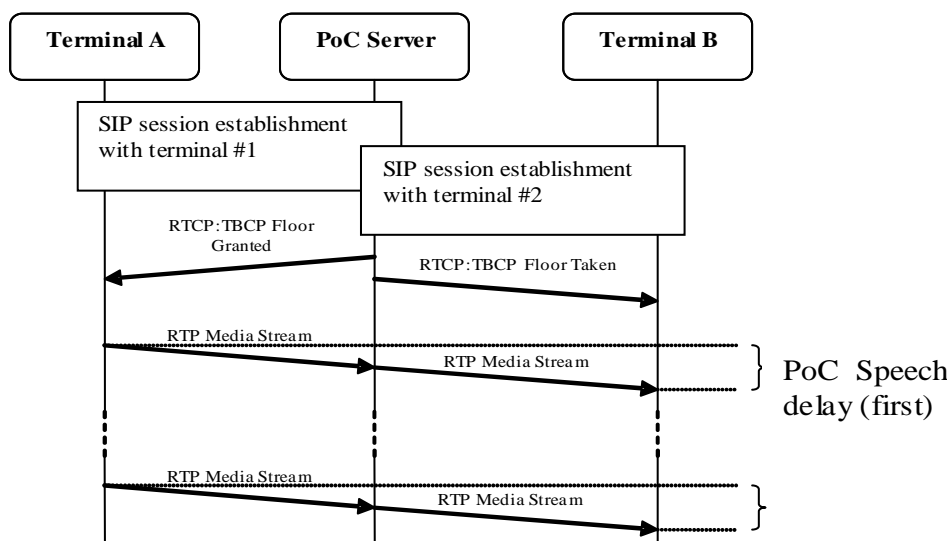 Terminal A
PoC Server
Terminal B
SIP session establishment
with terminal #1
SIP session establishment
with terminal #2
RTCP:TBCP Floor
Granted
RTCP:TBCP Floor Taken
RTP Media Stream
RTP Media Stream
PoC Speech
delay (first)
RTP Media Stream
RTP Media Stream